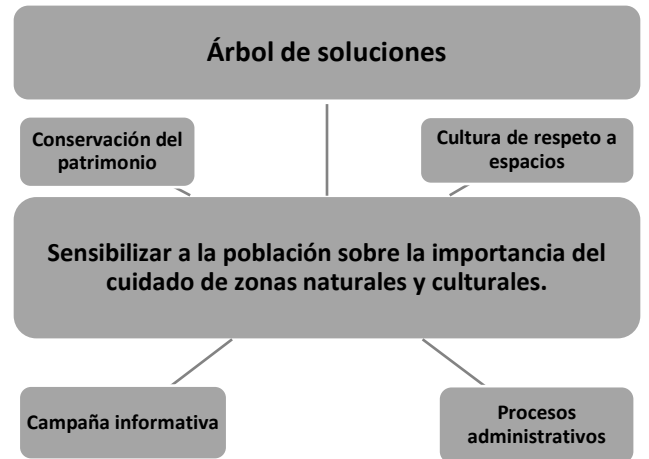 Árbol de soluciones
Conservación del
patrimonio
Cultura de respeto a
espacios
Sensibilizar a la población sobre la importancia del
cuidado de zonas naturales y culturales.
Campaña informativa
Procesos
administrativos